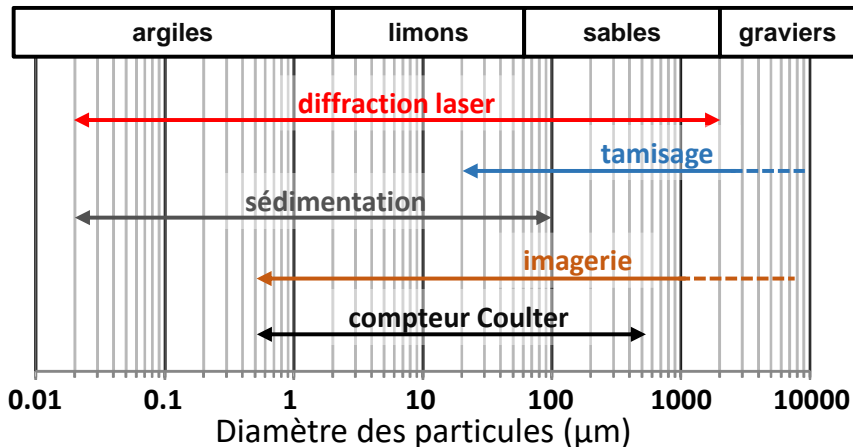 argiles limons sables graviers
diffraction laser
tamisage
sédimentation
imagerie
compteur Coulter
0.01 0.1 1 10 100 1000 10000
Diamètre des particules (µm)